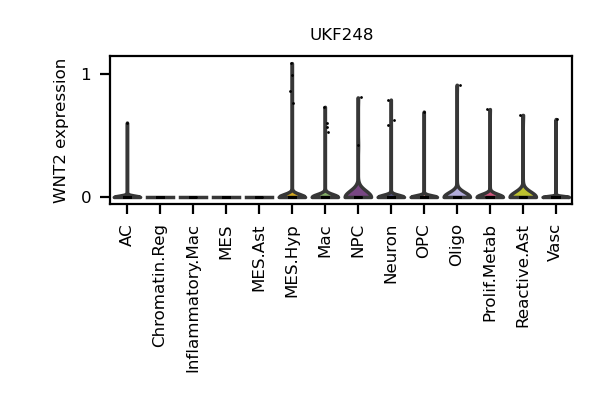 UKF248
WNT2 expression
1
0
AC
Chromatin.Reg
Inflammatory.Mac
MES
MES.Ast
MES.Hyp
Mac
NPC
Neuron
OPC
Oligo
Prolif.Metab
Reactive.Ast
Vasc